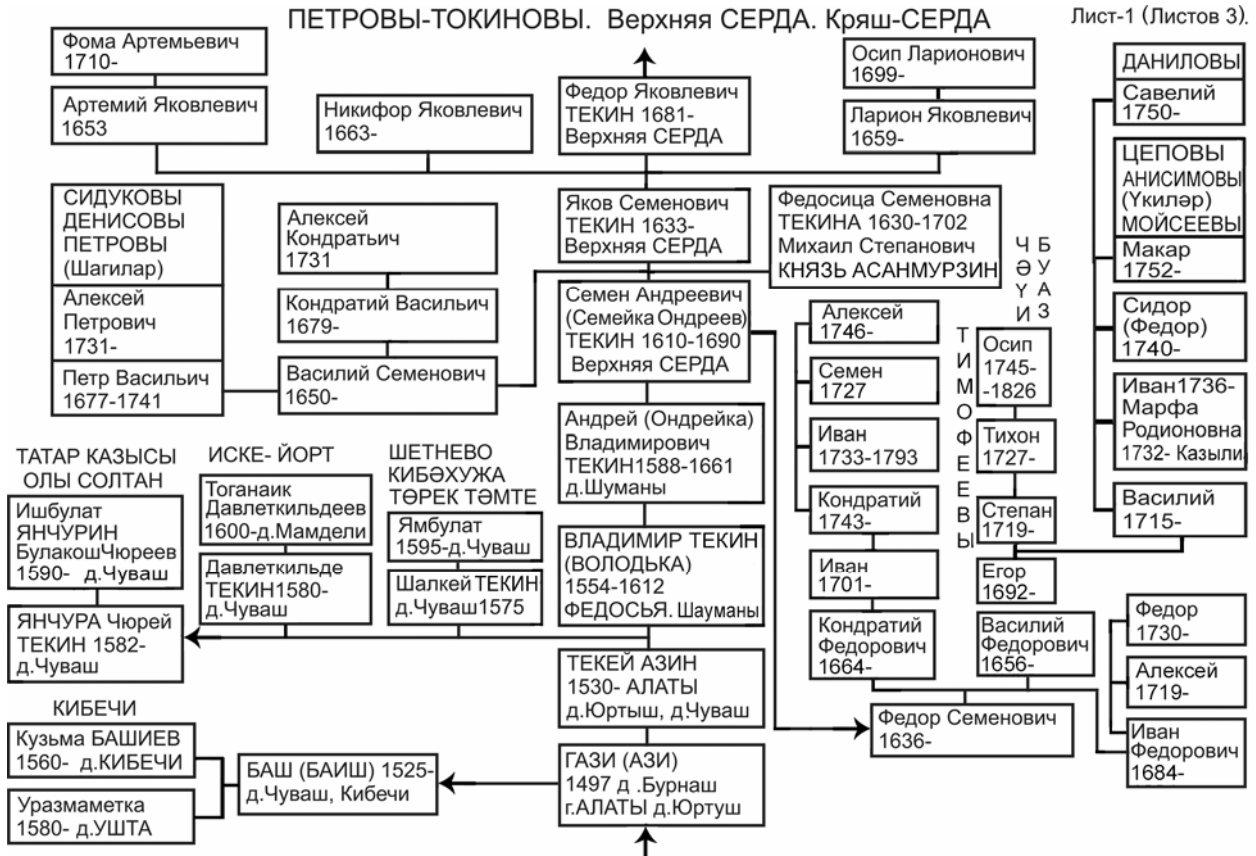 ПЕТРОВЫ-ТОКИНОВЫ. Верхняя СЕРДА. Кряш-СЕРДА
Лист-1 (Листов 3).
Фома Артемьевич
1710-
Артемий Яковлевич
1653
Никифор Яковлевич
1663-
Федор Яковлевич
ТЕКИН 1681-
Верхняя СЕРДА
Осип Ларионович
1699-
Ларион Яковлевич
1659-
ДАНИЛОВЫ
Савелий
1750-
ЦЕПОВЫ
АНИСИМОВЫ
(Үкиләр)
МОЙСЕЕВЫ
Макар
1752-
Сидор
(Федор)
1740-
Иван1736-
Марфа
Родионовна
1732- Казыли
Василий
1715-
СИДУКОВЫ
ДЕНИСОВЫ
ПЕТРОВЫ
(Шагилар)
Алексей
Петрович
1731-
Петр Васильич
1677-1741
Алексей
Кондратьич
1731
Кондратий Васильич
1679-
Василий Семенович
1650-
Яков Семенович
ТЕКИН 1633-
Верхняя СЕРДА
Федосица Семеновна
ТЕКИНА 1630-1702
Михаил Степанович
КНЯЗЬ АСАНМУРЗИН
Семен Андреевич
(Семейка Ондреев)
ТЕКИН 1610-1690
Верхняя СЕРДА
Андрей (Ондрейка)
Владимирович
ТЕКИН1588-1661
д.Шуманы
ВЛАДИМИР ТЕКИН
(ВОЛОДЬКА)
1554-1612
ФЕДОСЬЯ. Шауманы
Алексей
1746-
Семен
1727
Иван
1733-1793
Кондратий
1743-
Иван
1701-
Кондратий
Федорович
1664-
ЧӘҮИ
БУАЗ
ТИМОФЕЕВЫ
Осип
1745-
-1826
Тихон
1727-
Степан
1719-
Егор
1692-
Василий
Федорович
1656-
Федор Семенович
1636-
Федор
1730-
Алексей
1719-
Иван
Федорович
1684-
ТАТАР КАЗЫСЫ
ОЛЫ СОЛТАН
Ишбулат
ЯНЧУРИН
БулакошЧюреев
1590- д.Чуваш
ЯНЧУРА Чюрей
ТЕКИН 1582-
д.Чуваш
ИСКЕ- ЙОРТ
Тоганаик
Давлеткильдеев
1600-д.Мамдели
Давлеткильде
ТЕКИН1580-
д.Чуваш
ШЕТНЕВО
КИБӘХУЖА
ТӨРЕК ТӘМТЕ
Ямбулат
1595-д.Чуваш
Шалкей ТЕКИН
д.Чуваш1575
ТЕКЕЙ АЗИН
1530- АЛАТЫ
д.Юртыш, д.Чуваш
КИБЕЧИ
Кузьма БАШИЕВ
1560- д.КИБЕЧИ
Уразмаметка
1580- д.УШТА
БАШ (БАИШ) 1525-
д.Чуваш, Кибечи
ГАЗИ (АЗИ)
1497 д .Бурнаш
г.АЛАТЫ д.Юртуш